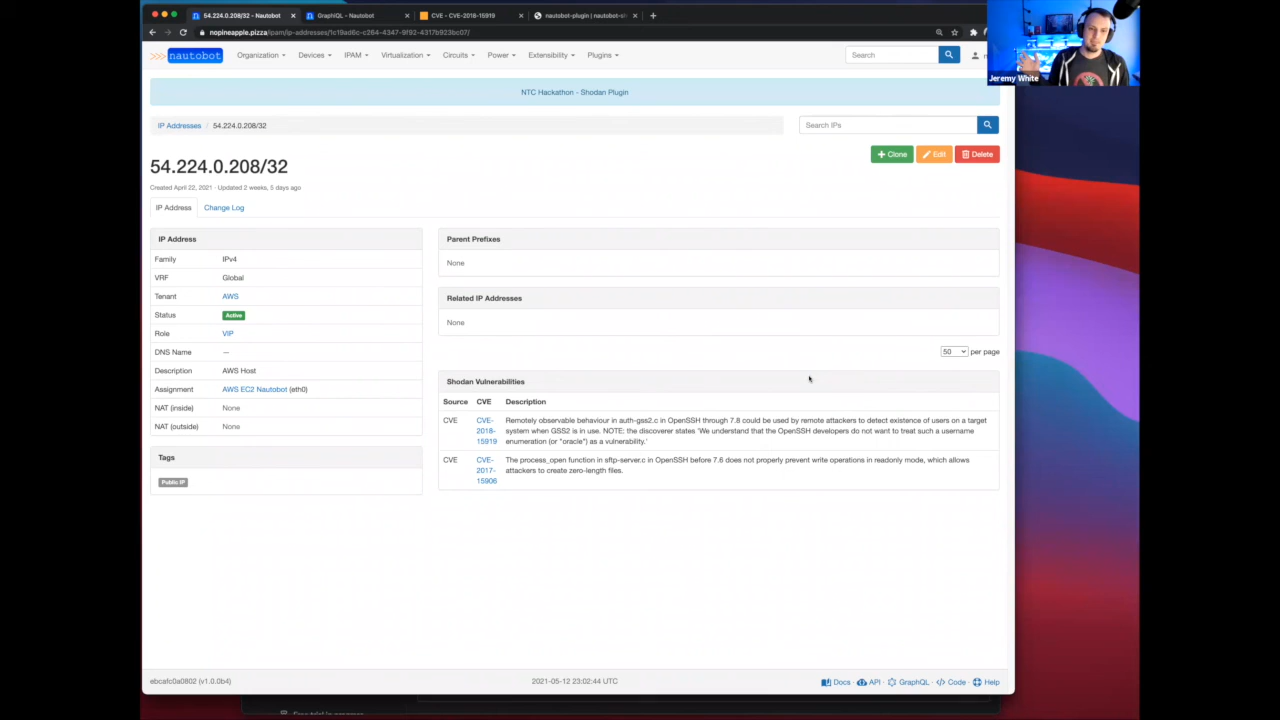 54.224.0.208/32 - Nautobot
GraphiQL - Nautobot
CVE - CVE-2018-15919
nautobot-plugin | nautobot-sh
nopineapple.pizza/ipam/ip-addresses/1c19ad6c-c264-4347-9f92-4317b923bc07/
Jeremy White
nautobot
Organization
Devices
IPAM
Virtualization
Circuits
Power
Extensibility
Plugins
Search
NTC Hackathon - Shodan Plugin
IP Addresses / 54.224.0.208/32
Search IPs
Clone
Edit
Delete
54.224.0.208/32
Created April 22, 2021 · Updated 2 weeks, 5 days ago
IP Address
Change Log
IP Address
Family IPv4
VRF Global
Tenant AWS
Status Active
Role VIP
DNS Name —
Description AWS Host
Assignment AWS EC2 Nautobot (eth0)
NAT (inside) None
NAT (outside) None
Tags
Public IP
Parent Prefixes
None
Related IP Addresses
None
50 per page
Shodan Vulnerabilities
Source CVE Description
CVE
CVE-
2018-
15919
Remotely observable behaviour in auth-gss2.c in OpenSSH through 7.8 could be used by remote attackers to detect existence of users on a target
system when GSS2 is in use. NOTE: the discoverer states 'We understand that the OpenSSH developers do not want to treat such a username
enumeration (or "oracle") as a vulnerability.'
CVE
CVE-
2017-
15906
The process_open function in sftp-server.c in OpenSSH before 7.6 does not properly prevent write operations in readonly mode, which allows
attackers to create zero-length files.
ebcafc0a0802 (v1.0.0b4)
2021-05-12 23:02:44 UTC
Docs · API · GraphQL · Code · Help